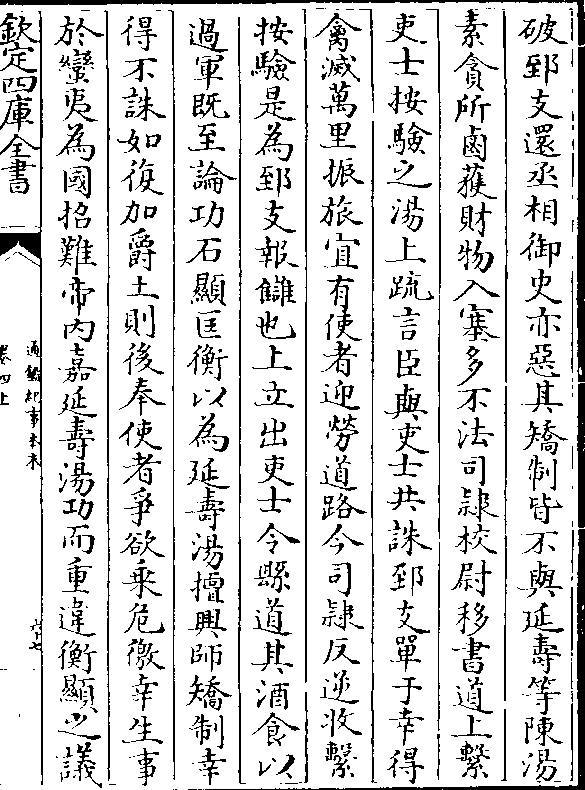 破郅支還丞相御史亦惡其矯制皆不與延壽等陳湯
素貪所鹵獲財物入塞多不法司隸校尉移書道上繫
吏士按驗之湯上疏言臣與吏士共誅郅支單于幸得
禽滅萬里振旅宜有使者迎勞道路今司隸反逆收繫
按驗是為郅支報讎也上立出吏士令縣道具酒食以
過軍既至論功石顯匡衡以為延壽湯擅興師矯制幸
得不誅如復加爵土則後奉使者爭欲乗危徼幸生事
於蠻夷為國招難帝内嘉延壽湯功而重違衡顯之議
欽定四庫全書
通鑑紀事本末
卷四上
六十七